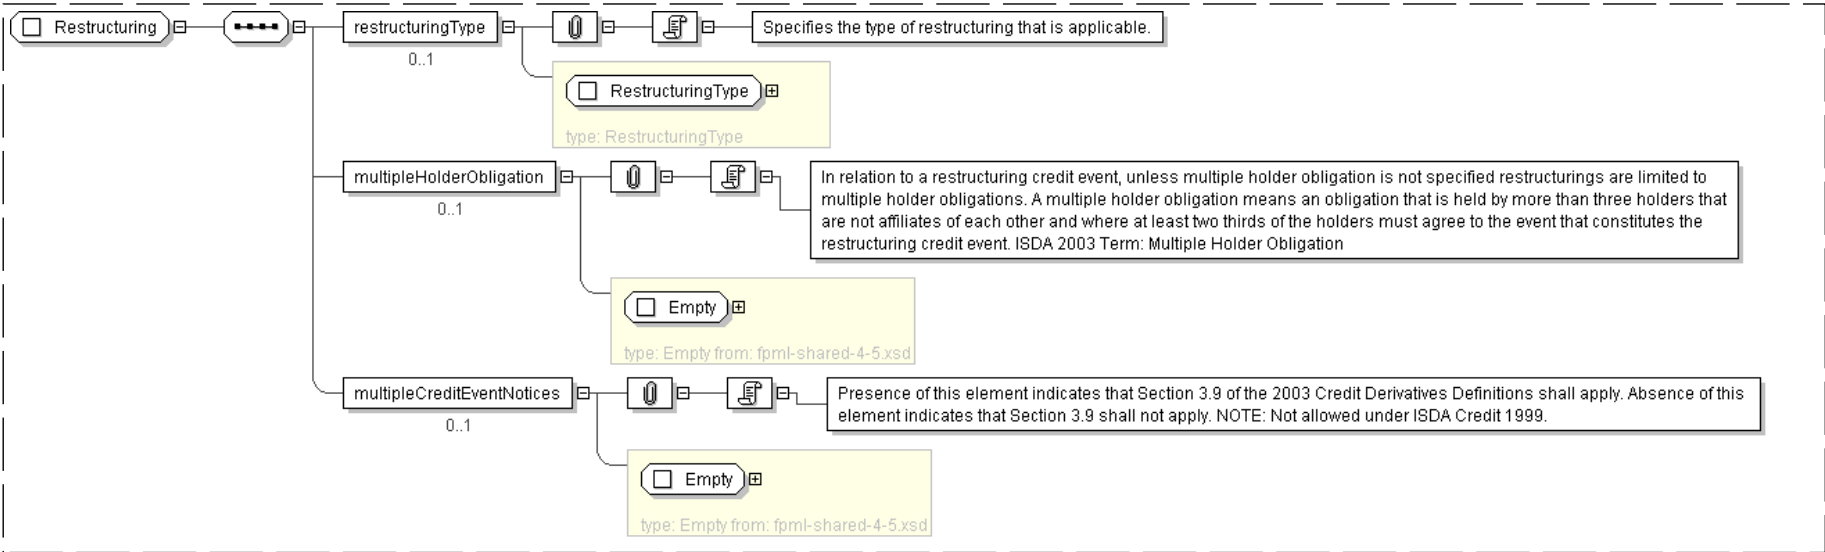 Restructuring
restructuringType
Specifies the type of restructuring that is applicable.
0..1
RestructuringType
type: RestructuringType
multipleHolderObligation
0..1
In relation to a restructuring credit event, unless multiple holder obligation is not specified restructurings are limited to
multiple holder obligations. A multiple holder obligation means an obligation that is held by more than three holders that
are not affiliates of each other and where at least two thirds of the holders must agree to the event that constitutes the
restructuring credit event. ISDA 2003 Term: Multiple Holder Obligation
Empty
type: Empty from: fpml-shared-4-5.xsd
multipleCreditEventNotices
0..1
Presence of this element indicates that Section 3.9 of the 2003 Credit Derivatives Definitions shall apply. Absence of this
element indicates that Section 3.9 shall not apply. NOTE: Not allowed under ISDA Credit 1999.
Empty
type: Empty from: fpml-shared-4-5.xsd